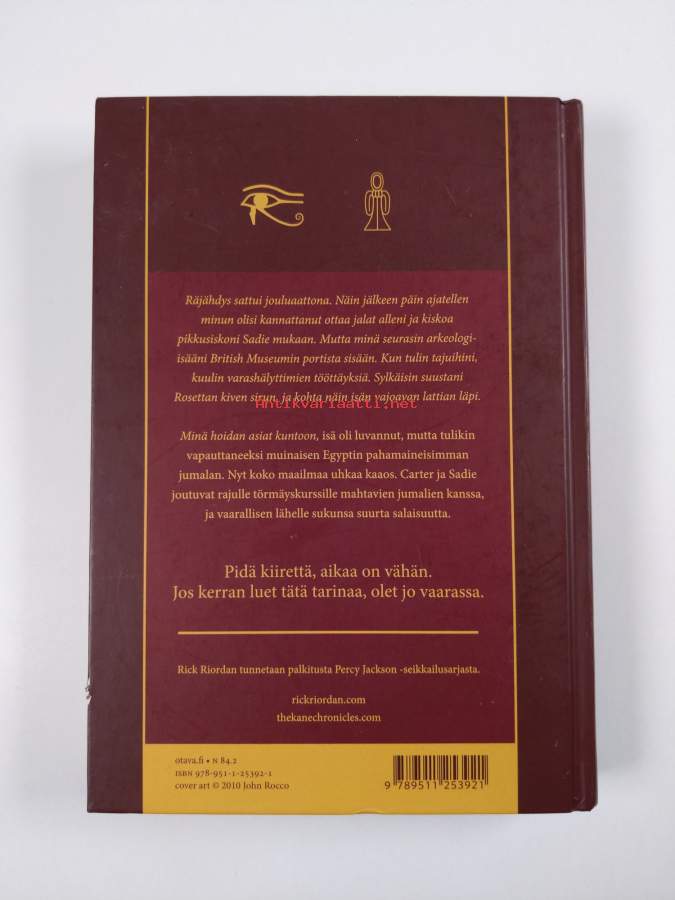 Räjähdys sattui jouluaattona. Näin jälkeen päin ajatellen
minun olisi kannattanut ottaa jalat alleni ja kiskoa
pikkusiskoni Sadie mukaan. Mutta minä seurasin arkeologi-
isääni British Museumin portista sisään. Kun tulin tajuihini,
kuulin varashälyttimien tööttäyksiä. Sylkäisin suustani
Rosettan kiven sirun, ja kohta näin isän vajoavan lattian läpi.
Antikvariaatti.net
Minä hoidan asiat kuntoon, isä oli luvannut, mutta tulikin
vapauttaneeksi muinaisen Egyptin pahamaineisimman
jumalan. Nyt koko maailmaa uhkaa kaaos. Carter ja Sadie
joutuvat rajulle törmäyskurssille mahtavien jumalien kanssa,
ja vaarallisen lähelle sukunsa suurta salaisuutta.
Pidä kiirettä, aikaa on vähän.
Jos kerran luet tätä tarinaa, olet jo vaarassa.
Rick Riordan tunnetaan palkitusta Percy Jackson -seikkailusarjasta.
rickriordan.com
thekanechronicles.com
otava.fi • N 84.2
ISBN 978-951-1-25392-1
cover art © 2010 John Rocco
9 789511 253921